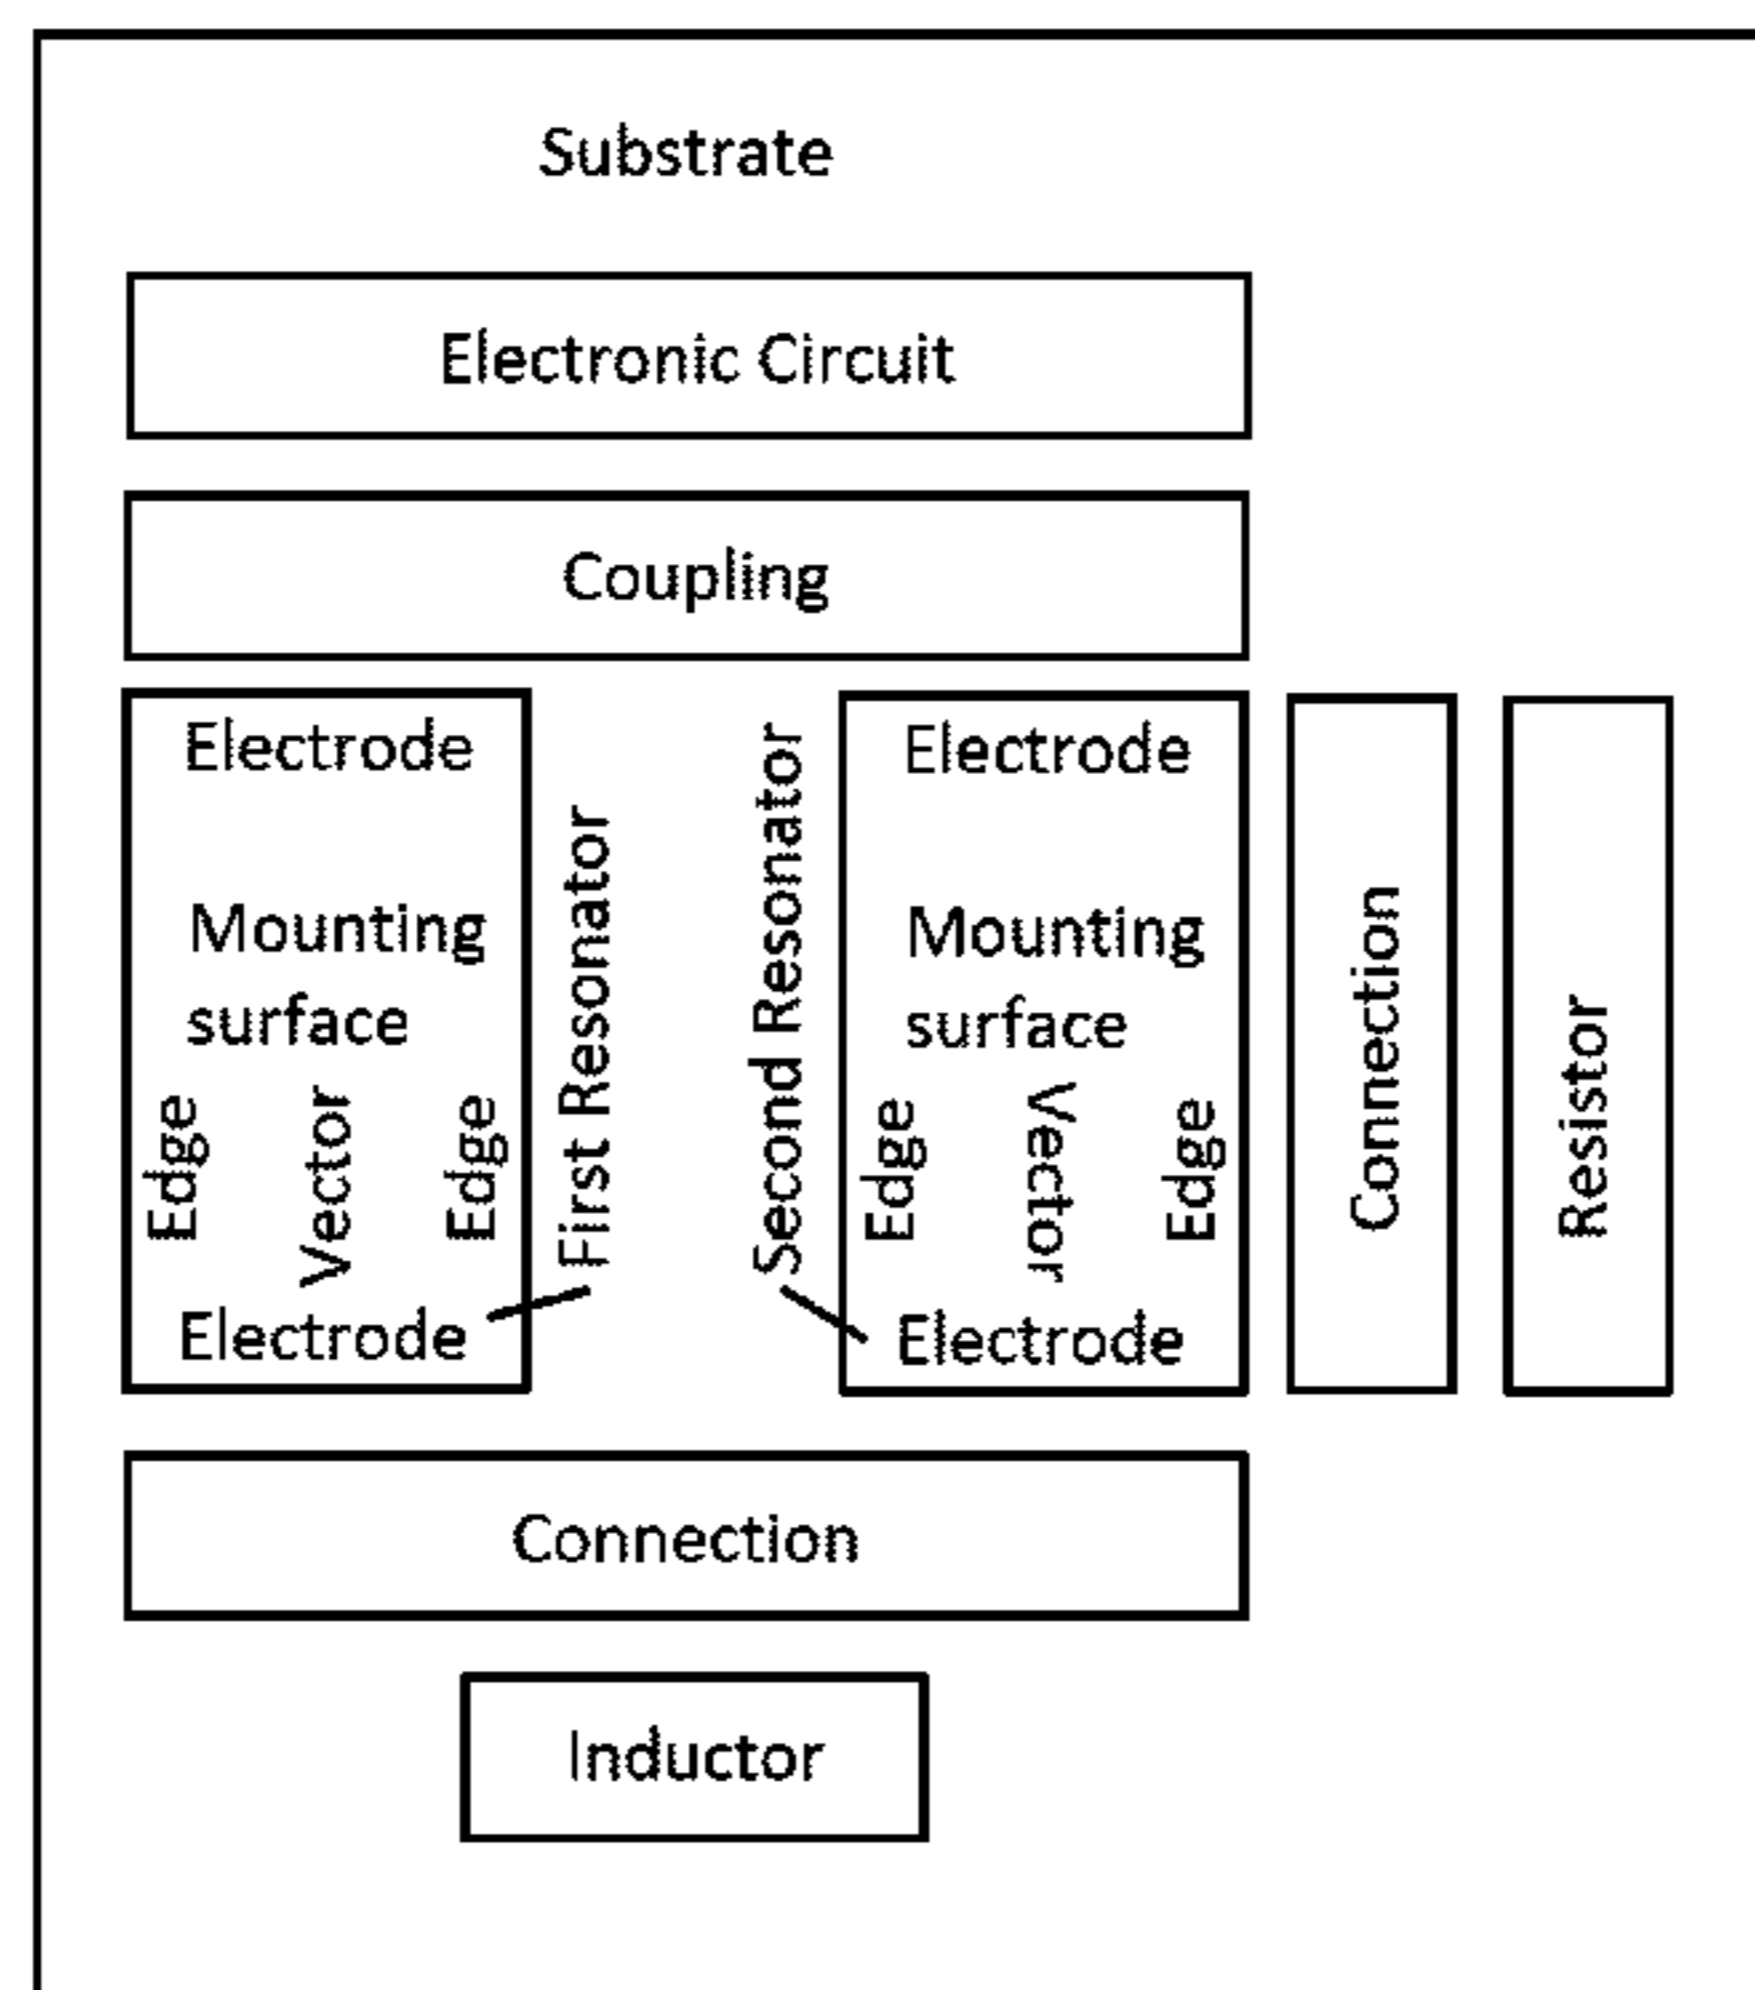 Substrate
Electronic Circuit
Coupling
Electrode
Mounting
surface
Edge
Vector
Edge
Electrode
First Resonator
Second Resonator
Electrode
Mounting
surface
Edge
Vector
Edge
Electrode
Connection
Resistor
Connection
Inductor